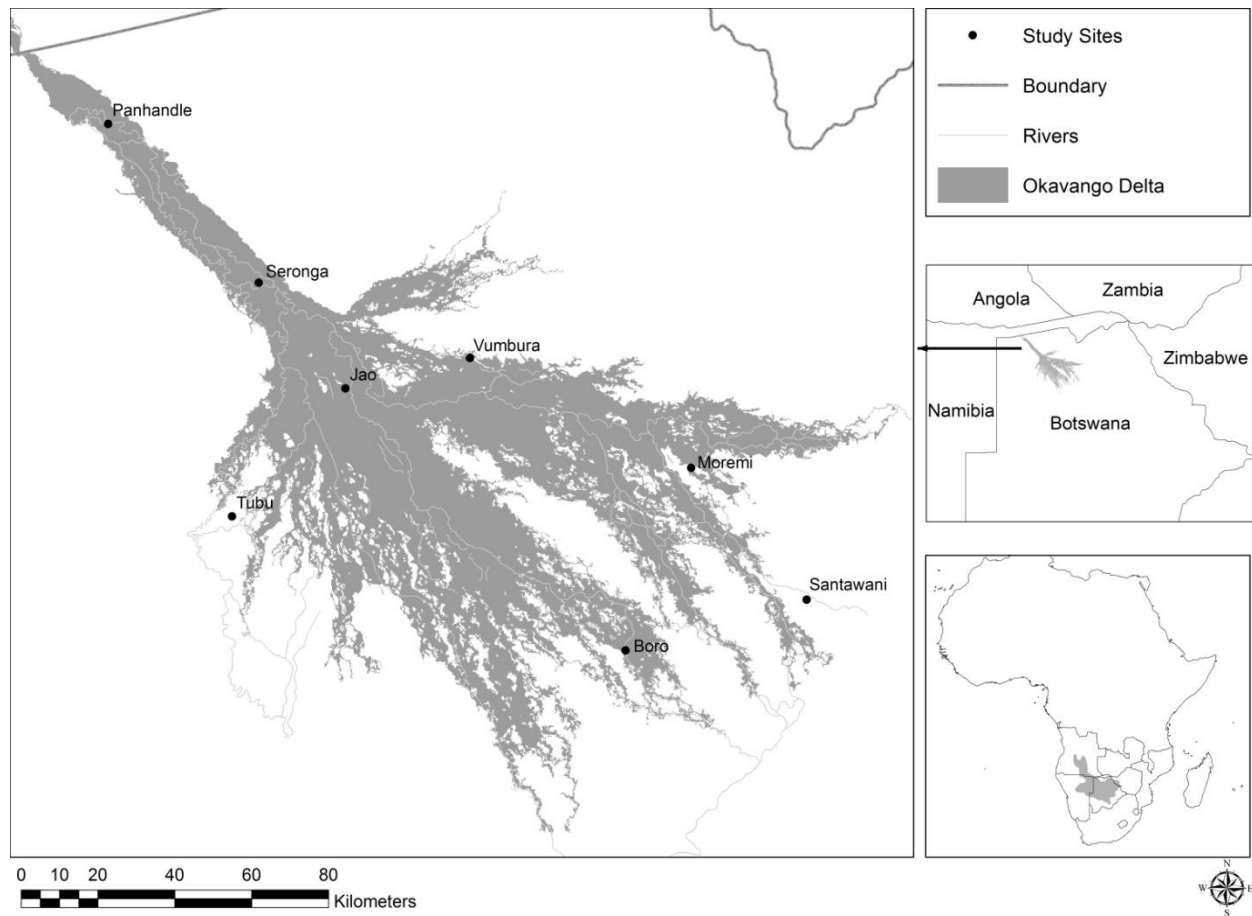 Panhandle
Seronga
Vumbura
Jao
Moremi
Tubu
Santawani
Boro
0 10 20 40 60 80
Kilometers
Study Sites
Boundary
Rivers
Okavango Delta
Angola
Zambia
Zimbabwe
Namibia
Botswana
N
W E
S